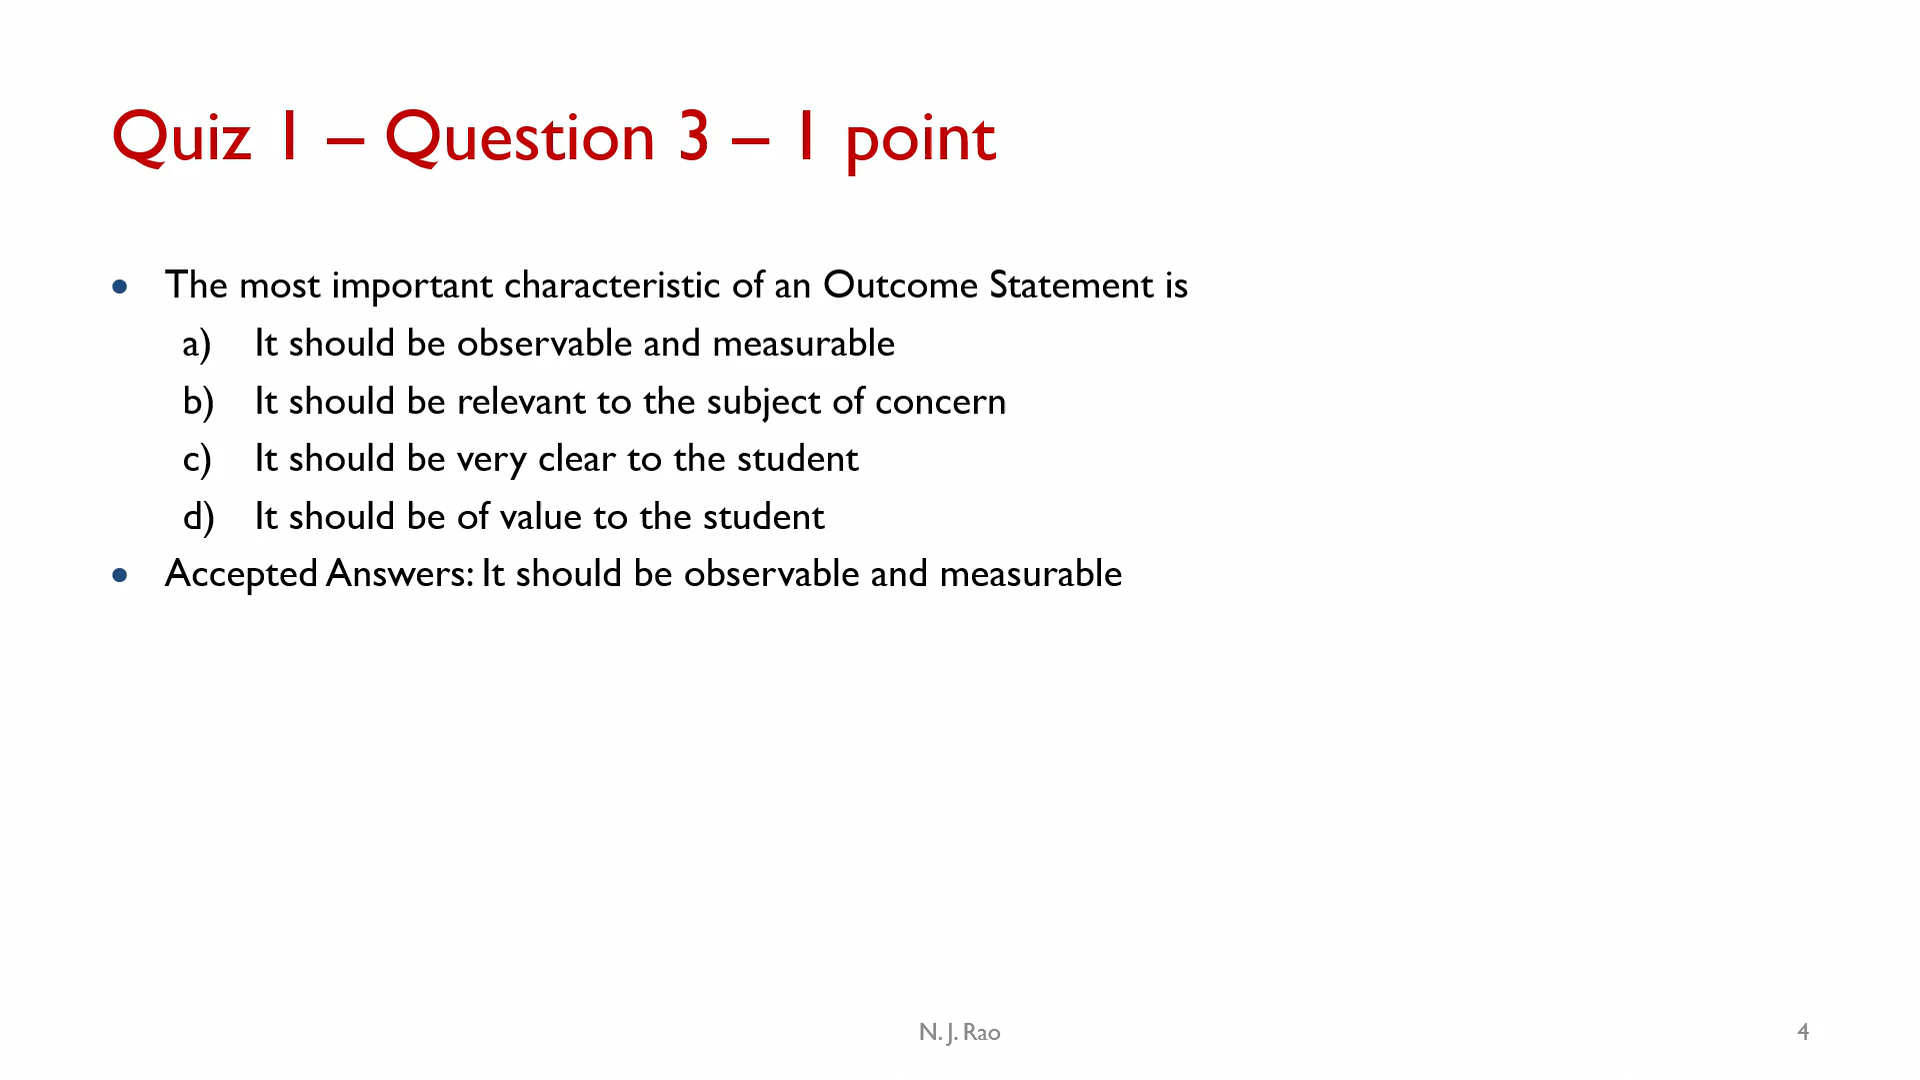 Quiz 1 – Question 3 – 1 point
• The most important characteristic of an Outcome Statement is
a) It should be observable and measurable
b) It should be relevant to the subject of concern
c) It should be very clear to the student
d) It should be of value to the student
• Accepted Answers: It should be observable and measurable
N. J. Rao
4